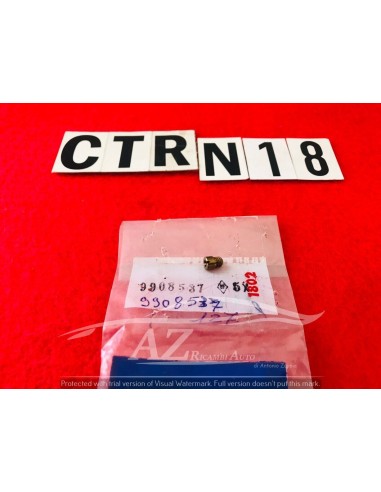 CTRN18
9908537
1802
9908537
AZ
RICAMBI AUTO
di Antonio Zappia
Protected with trial version of Visual Watermark. Full version doesn't put this mark.